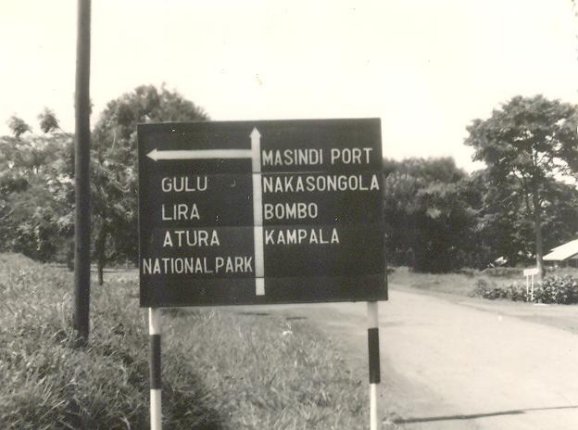 GULU
LIRA
ATURA
NATIONAL PARK
MASINDI PORT
NAKASONGOLA
BOMBO
KAMPALA